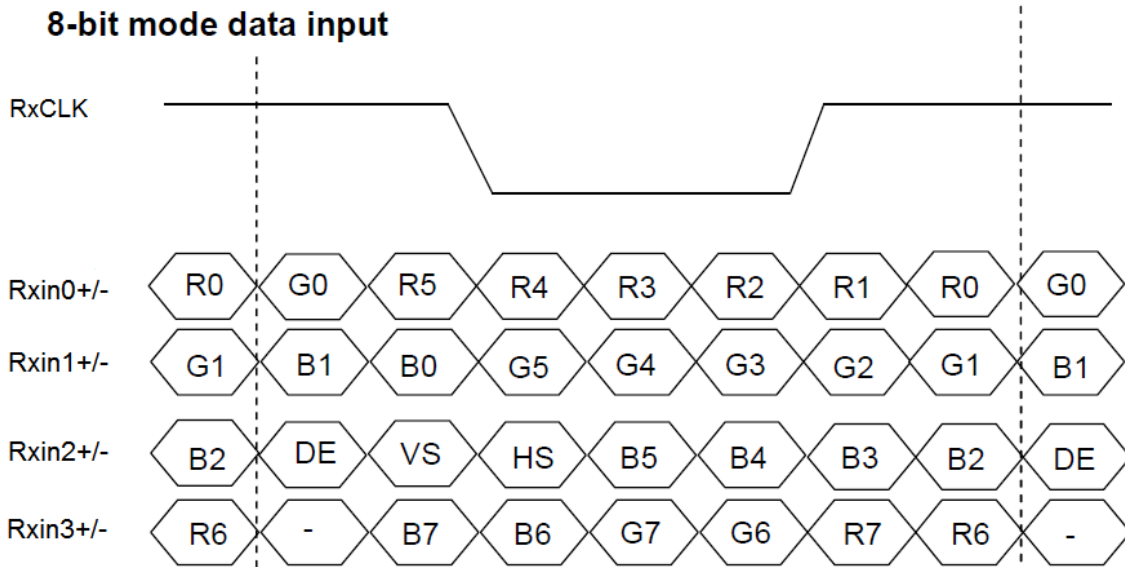 8-bit mode data input
RxCLK
Rxin0+/- R0 G0 R5 R4 R3 R2 R1 R0 G0
Rxin1+/- G1 B1 B0 G5 G4 G3 G2 G1 B1
Rxin2+/- B2 DE VS HS B5 B4 B3 B2 DE
Rxin3+/- R6 - B7 B6 G7 G6 R7 R6 -